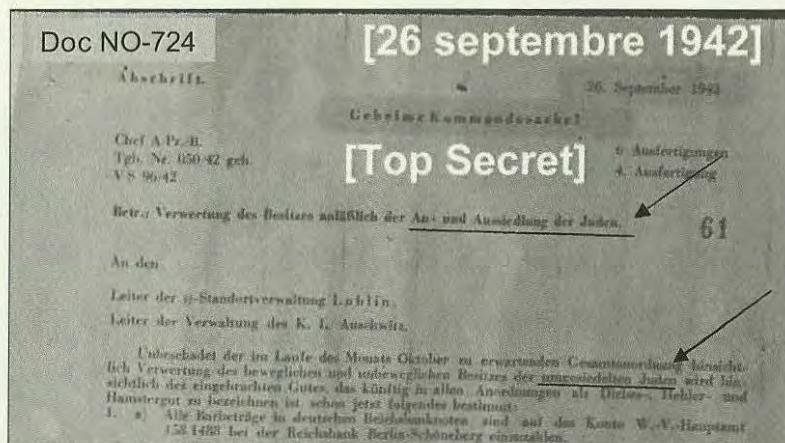 Doc NO-724
[26 septembre 1942]
Abschrift.
26. September 1942
Geheime Kommandosache!
[Top Secret]
Chef A/Pr./B.
6 Ausfertigungen
Tgb. Nr. 050/42 geh.
4. Ausfertigung
VS 96/42
Betr.: Verwertung des Besitzes anläßlich der An- und Aussiedlung der Juden.
61
An den
Leiter der ᛋᛋ-Standortverwaltung Lublin.
Leiter der Verwaltung des K. L. Auschwitz.
Unbeschadet der im Laufe des Monats Oktober zu erwartenden Gesamtanordnung hinsicht-
lich Verwertung des beweglichen und unbeweglichen Besitzes der umgesiedelten Juden wird hin-
sichtlich des eingebrachten Gutes, das künftig in allen Anordnungen als Diebes-, Hehler- und
Hamstergut zu bezeichnen ist, schon jetzt folgendes bestimmt:
1. a) Alle Barbeträge in deutschen Reichsbanknoten sind auf das Konto W.-V.-Hauptamt
158/1488 bei der Reichsbank Berlin-Schöneberg einzuzahlen.